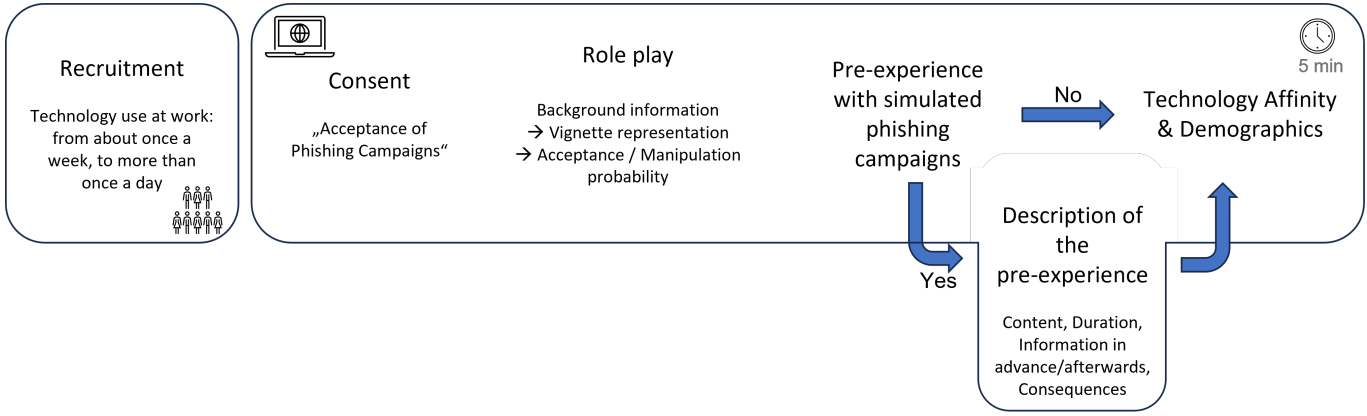 Recruitment
Technology use at work:
from about once a
week, to more than
once a day
Consent
„Acceptance of
Phishing Campaigns“
Role play
Background information
→ Vignette representation
→ Acceptance / Manipulation
probability
Pre-experience
with simulated
phishing
campaigns
No
Yes
Description of
the
pre-experience
Content, Duration,
Information in
advance/afterwards,
Consequences
5 min
Technology Affinity
& Demographics